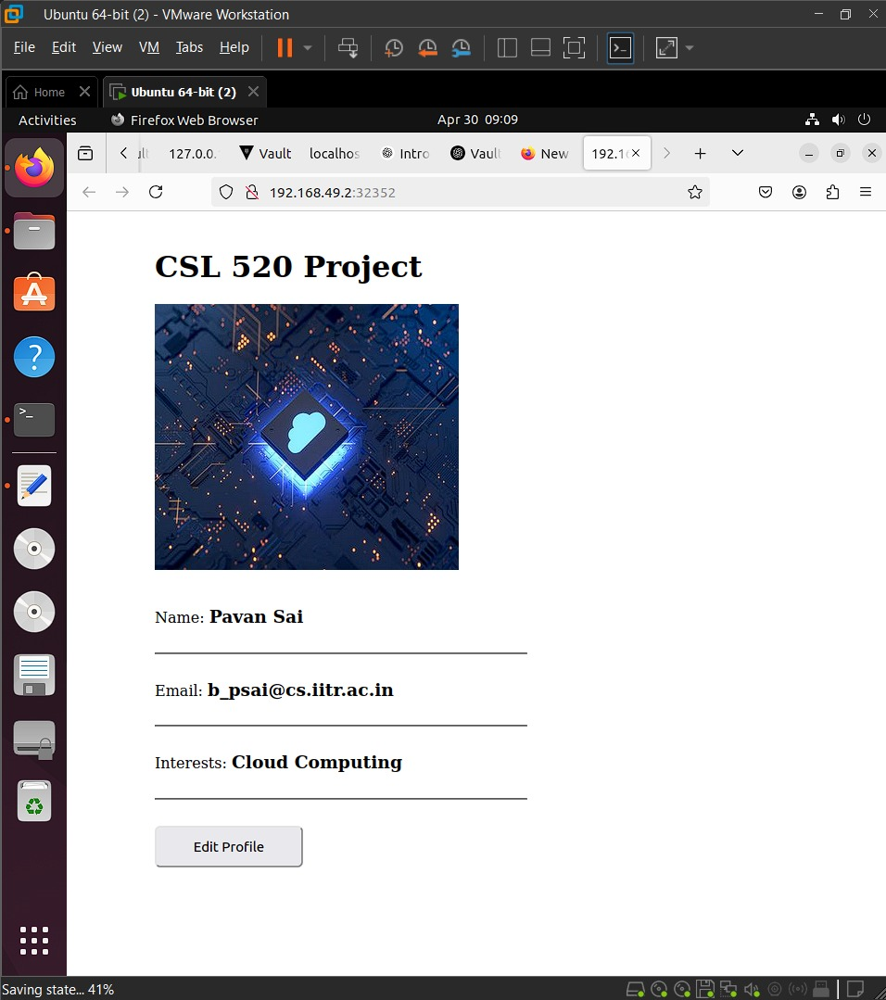 Ubuntu 64-bit (2) - VMware Workstation
File Edit View VM Tabs Help
Home Ubuntu 64-bit (2)
Activities Firefox Web Browser Apr 30 09:09
127.0.0. Vault localhos Intro Vaul New 192.16
192.168.49.2:32352
CSL 520 Project
Name: Pavan Sai
Email: b_psai@cs.iitr.ac.in
Interests: Cloud Computing
Edit Profile
Saving state... 41%